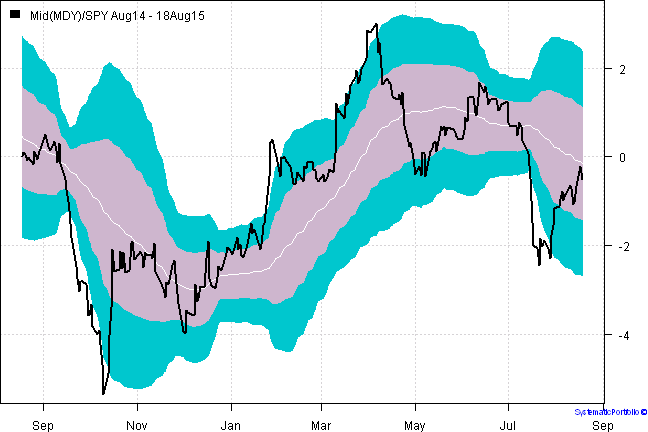 Mid(MDY)/SPY Aug14 - 18Aug15
2
0
-2
-4
Sep Nov Jan Mar May Jul Sep
SystematicPortfolio ©